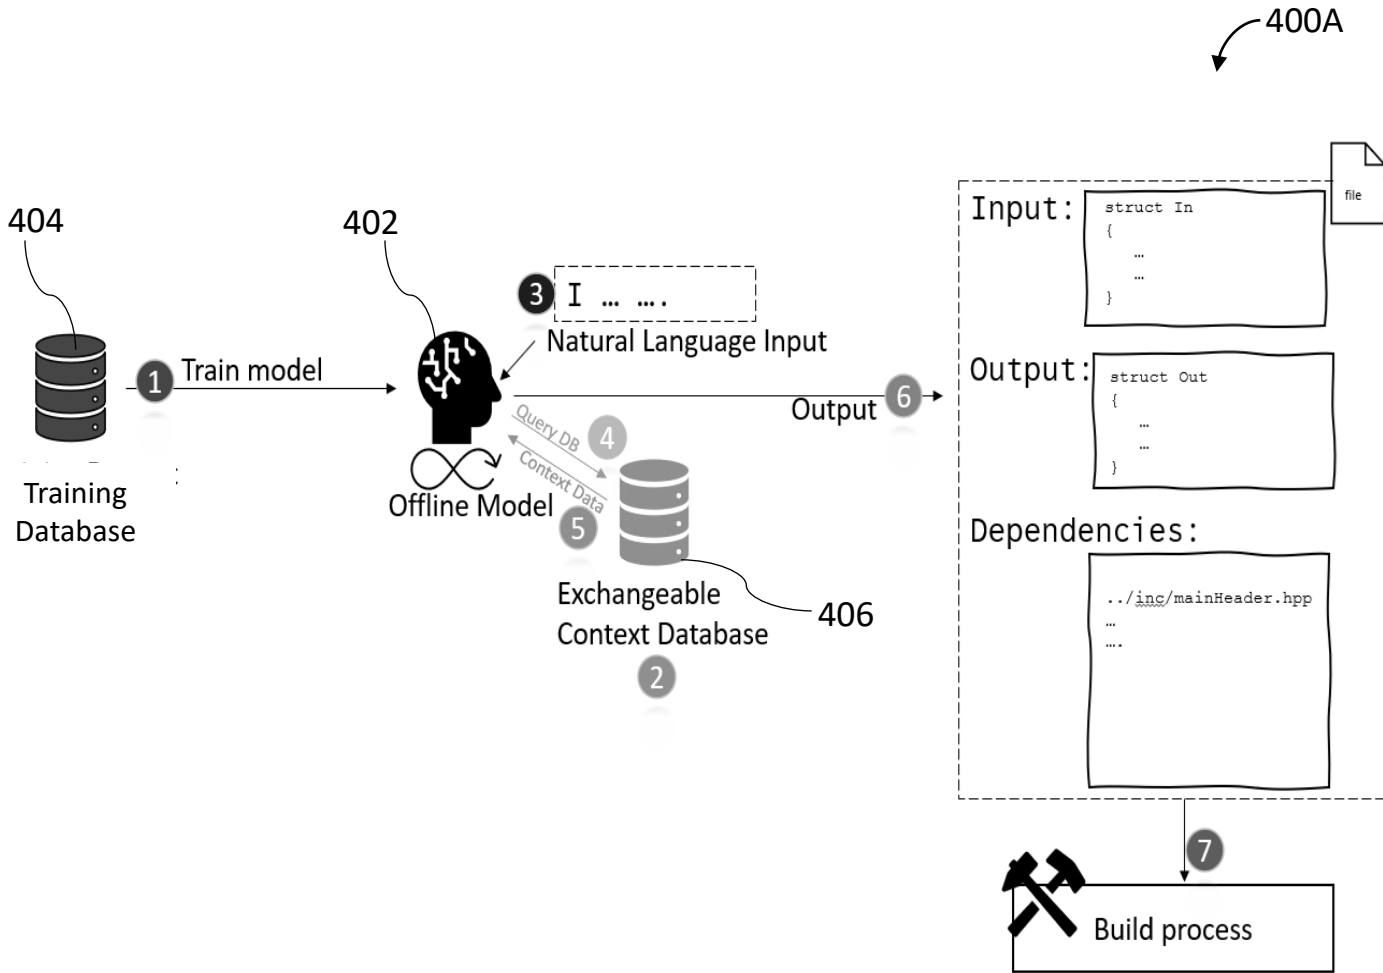 400A
file
Input:
struct In
{
…
…
}
404
402
3 I … ….
Natural Language Input
1 Train model
Output 6
Query DB 4
Context Data
5
Offline Model
Training
Database
Output:
struct Out
{
…
…
}
Exchangeable
Context Database
406
2
Dependencies:
../inc/mainHeader.hpp
…
….
7
Build process